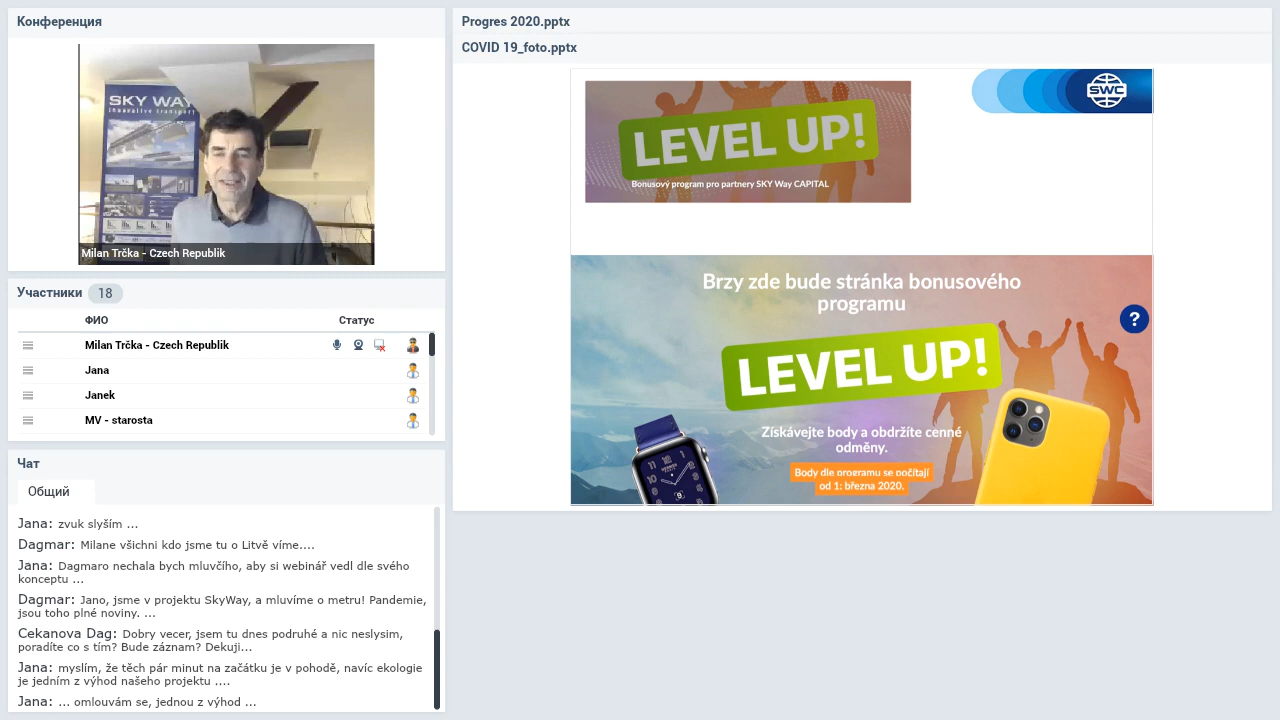 Конференция
SKY WAY
innovative transport
Milan Trčka - Czech Republik
Участники 18
ФИО Статус
Milan Trčka - Czech Republik
Jana
Janek
MV - starosta
Чат
Общий
Jana: zvuk slyším ...
Dagmar: Milane všichni kdo jsme tu o Litvě víme....
Jana: Dagmaro nechala bych mluvčího, aby si webinář vedl dle svého
konceptu ...
Dagmar: Jano, jsme v projektu SkyWay, a mluvíme o metru! Pandemie,
jsou toho plné noviny. ...
Cekanova Dag: Dobry vecer, jsem tu dnes podruhé a nic neslysim,
poradíte co s tím? Bude záznam? Dekuji...
Jana: myslím, že těch pár minut na začátku je v pohodě, navíc ekologie
je jedním z výhod našeho projektu ....
Jana: ... omlouvám se, jednou z výhod ...
Progres 2020.pptx
COVID 19_foto.pptx
LEVEL UP!
Bonusový program pro partnery SKY Way CAPITAL
SWC
Brzy zde bude stránka bonusového
programu
?
LEVEL UP!
Získávejte body a obdržíte cenné
odměny.
Body dle programu se počítají
od 1: března 2020.